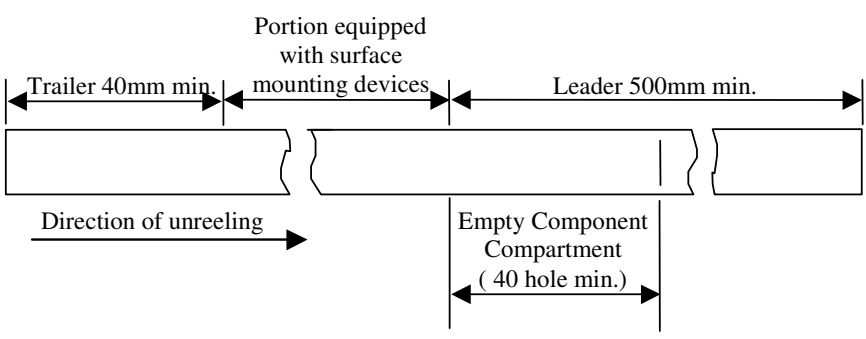 Portion equipped
with surface
mounting devices
Trailer 40mm min.
Leader 500mm min.
Direction of unreeling
Empty Component
Compartment
( 40 hole min.)